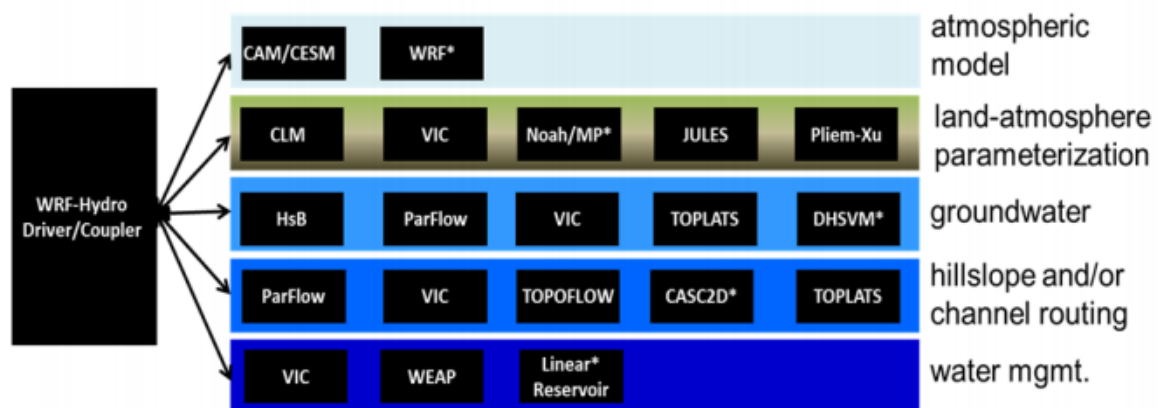 WRF-Hydro
Driver/Coupler
CAM/CESM
WRF*
atmospheric
model
CLM
VIC
Noah/MP*
JULES
Pliem-Xu
land-atmosphere
parameterization
HsB
ParFlow
VIC
TOPLATS
DHSVM*
groundwater
ParFlow
VIC
TOPOFLOW
CASC2D*
TOPLATS
hillslope and/or
channel routing
VIC
WEAP
Linear*
Reservoir
water mgmt.